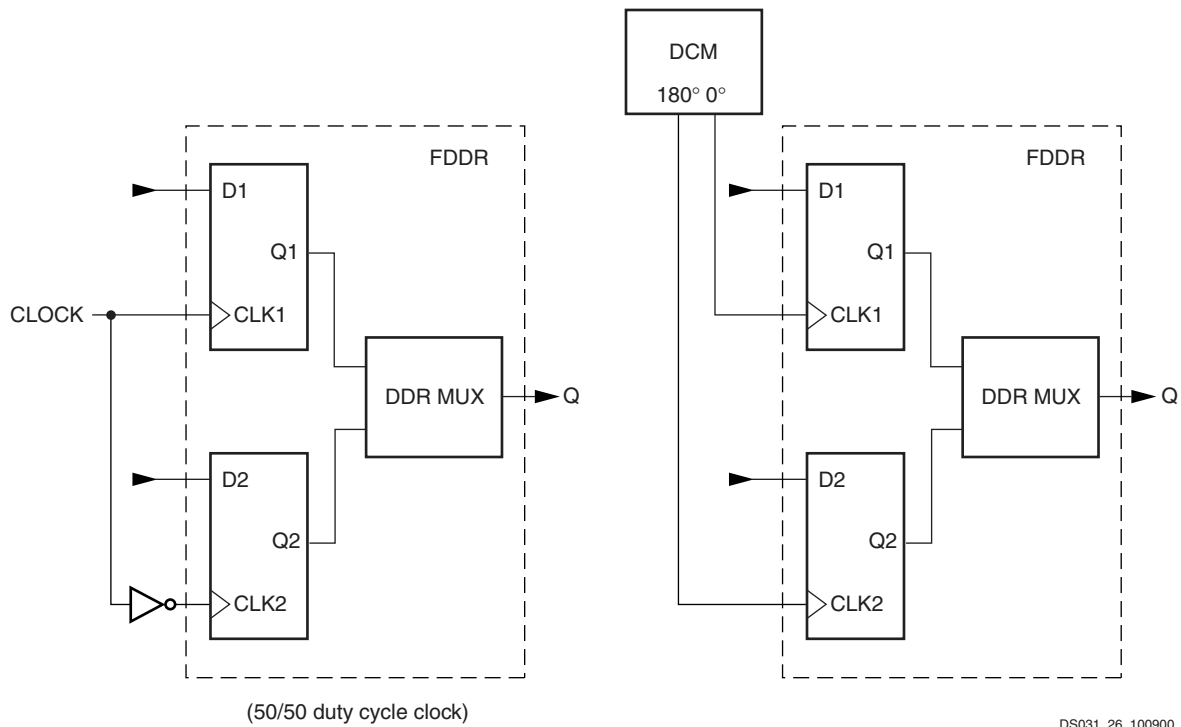 DCM
180° 0°
FDDR
D1
Q1
CLOCK
CLK1
DDR MUX
Q
D2
Q2
CLK2
(50/50 duty cycle clock)
FDDR
D1
Q1
CLK1
DDR MUX
Q
D2
Q2
CLK2
DS031_26_100900